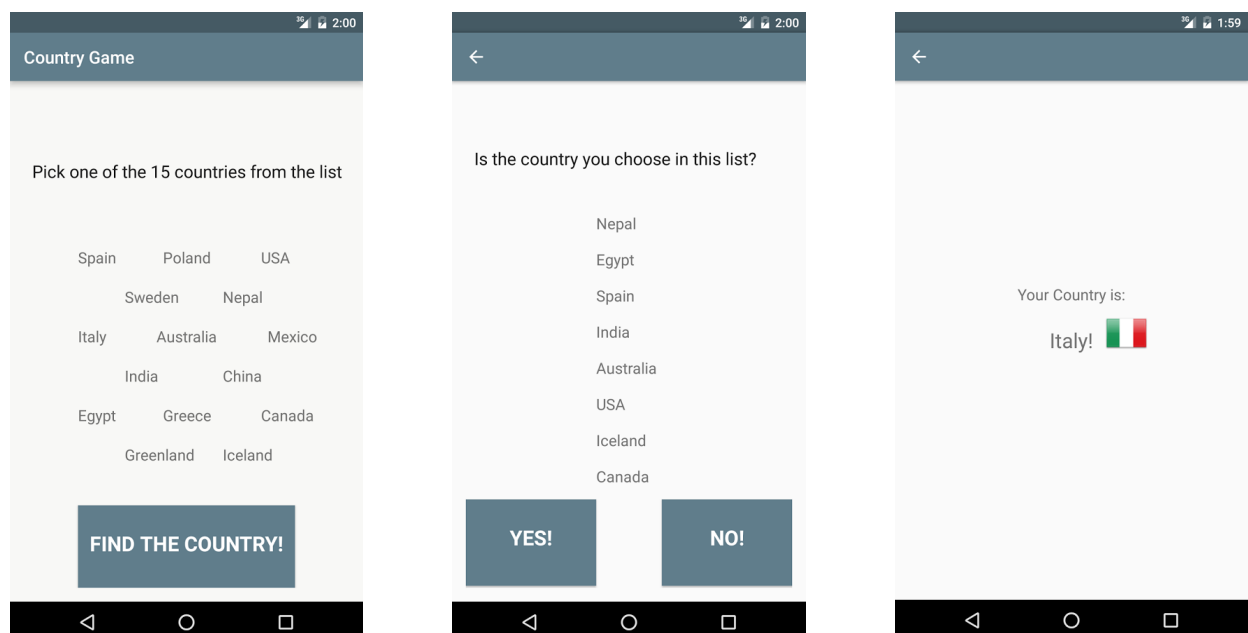 3G 2:00
Country Game
Pick one of the 15 countries from the list
Spain Poland USA
Sweden Nepal
Italy Australia Mexico
India China
Egypt Greece Canada
Greenland Iceland
FIND THE COUNTRY!
3G 2:00
Is the country you choose in this list?
Nepal
Egypt
Spain
India
Australia
USA
Iceland
Canada
YES! NO!
3G 1:59
Your Country is:
Italy!